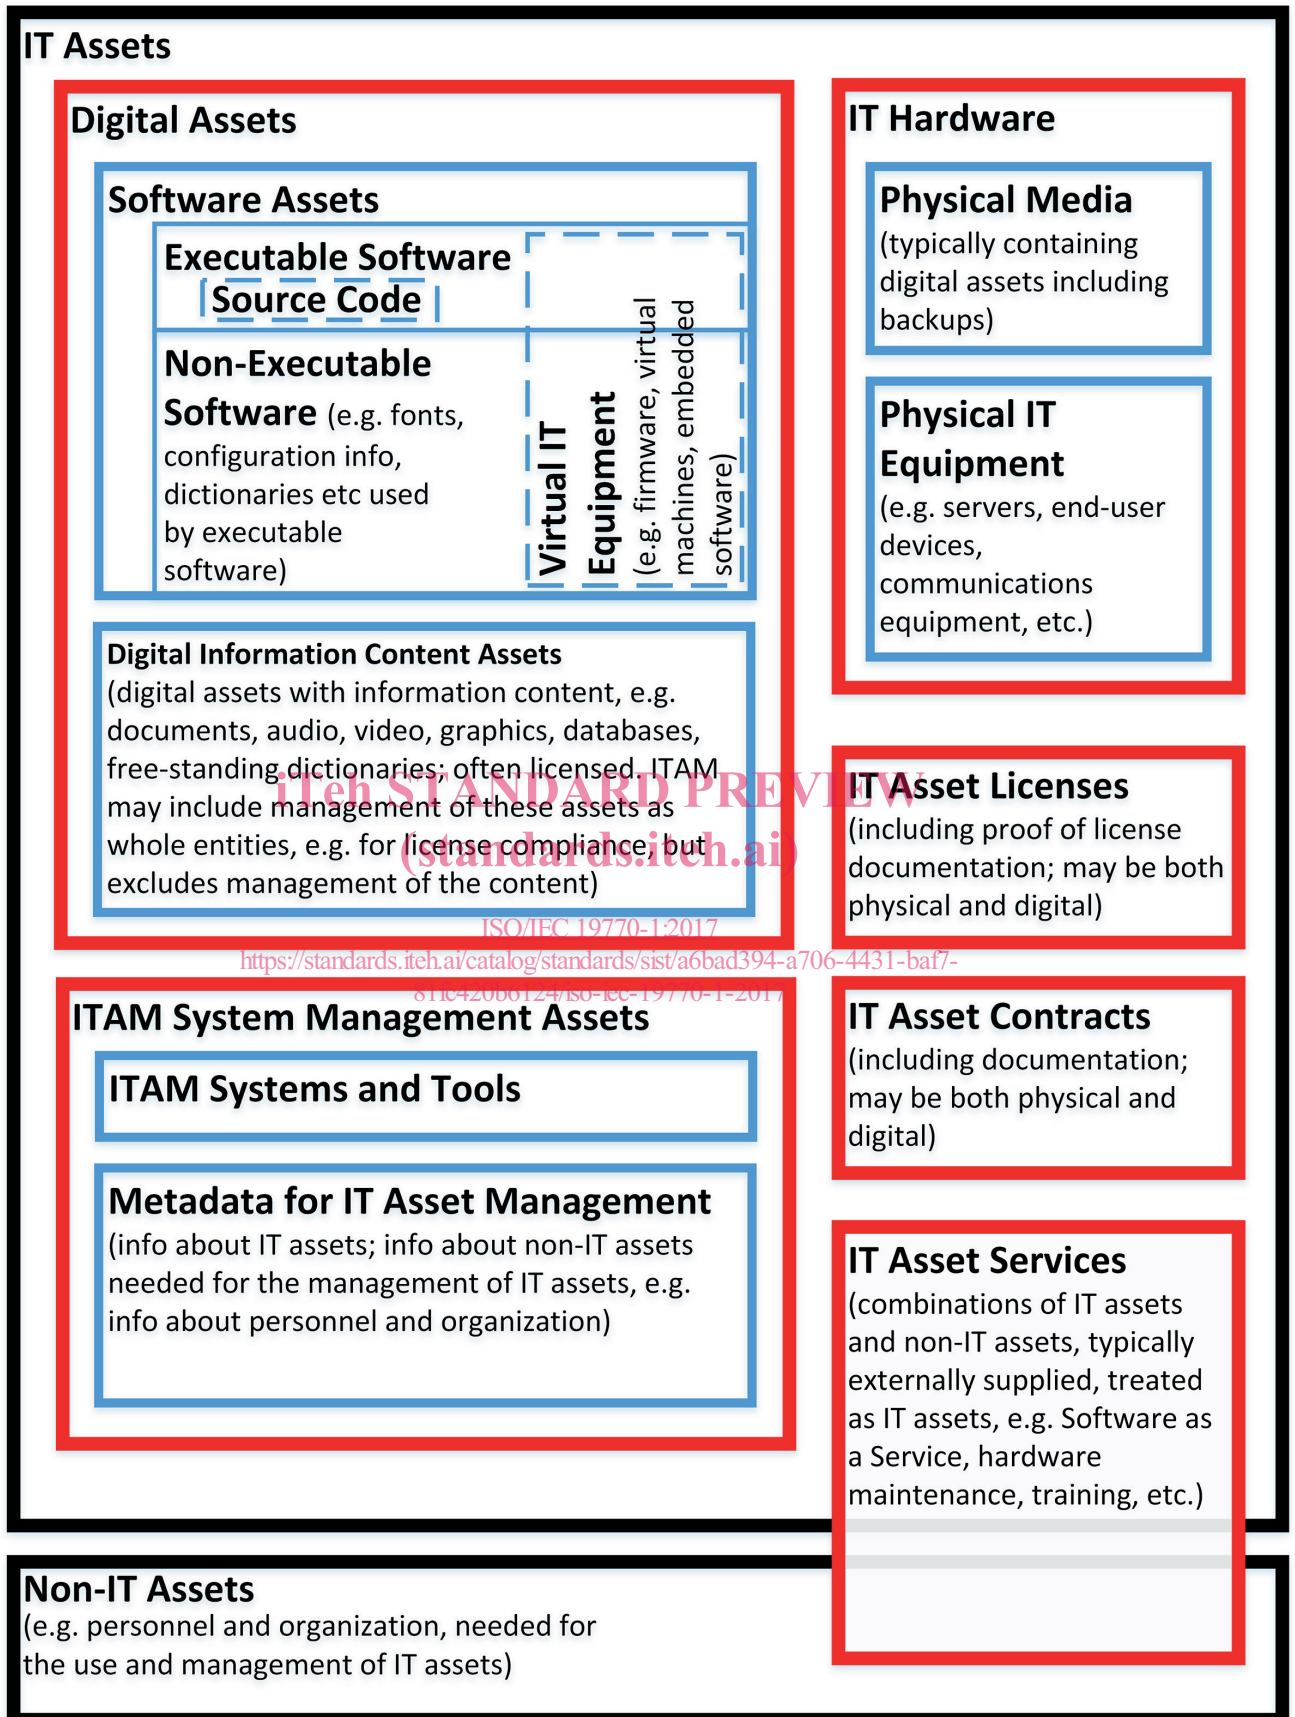 IT Assets
Digital Assets
Software Assets
Executable Software
Source Code
Non-Executable
Software (e.g. fonts,
configuration info,
dictionaries etc used
by executable
software)
Virtual IT
Equipment
(e.g. firmware, virtual
machines, embedded
software)
Digital Information Content Assets
(digital assets with information content, e.g.
documents, audio, video, graphics, databases,
free-standing dictionaries; often licensed. ITAM
may include management of these assets as
whole entities, e.g. for license compliance, but
excludes management of the content)
iTeh STANDARD PREVIEW
(standards.iteh.ai)
ISO/IEC 19770-1:2017
https://standards.iteh.ai/catalog/standards/sist/a6bad394-a706-4431-baf7-
81fc420b6124/iso-iec-19770-1-2017
ITAM System Management Assets
ITAM Systems and Tools
Metadata for IT Asset Management
(info about IT assets; info about non-IT assets
needed for the management of IT assets, e.g.
info about personnel and organization)
IT Hardware
Physical Media
(typically containing
digital assets including
backups)
Physical IT
Equipment
(e.g. servers, end-user
devices,
communications
equipment, etc.)
IT Asset Licenses
(including proof of license
documentation; may be both
physical and digital)
IT Asset Contracts
(including documentation;
may be both physical and
digital)
IT Asset Services
(combinations of IT assets
and non-IT assets, typically
externally supplied, treated
as IT assets, e.g. Software as
a Service, hardware
maintenance, training, etc.)
Non-IT Assets
(e.g. personnel and organization, needed for
the use and management of IT assets)